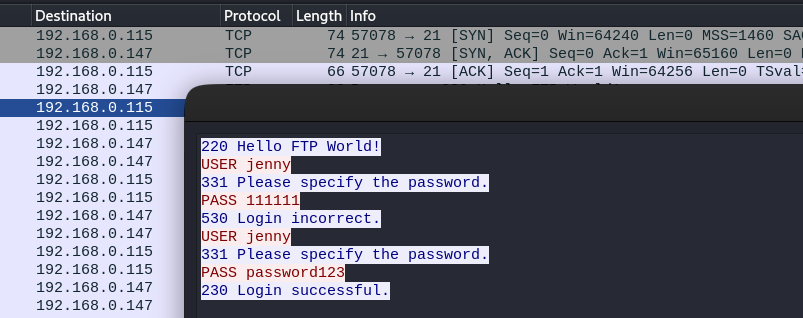 Destination Protocol Length Info
192.168.0.115 TCP 74 57078 → 21 [SYN] Seq=0 Win=64240 Len=0 MSS=1460
192.168.0.147 TCP 74 21 → 57078 [SYN, ACK] Seq=0 Ack=1 Win=65160 Len=0
192.168.0.115 TCP 66 57078 → 21 [ACK] Seq=1 Ack=1 Win=64256 Len=0
192.168.0.147
192.168.0.115
192.168.0.115
192.168.0.147
192.168.0.147
192.168.0.115
192.168.0.115
192.168.0.147
192.168.0.147
192.168.0.115
192.168.0.115
192.168.0.147
192.168.0.147
220 Hello FTP World!
USER jenny
331 Please specify the password.
PASS 111111
530 Login incorrect.
USER jenny
331 Please specify the password.
PASS password123
230 Login successful.